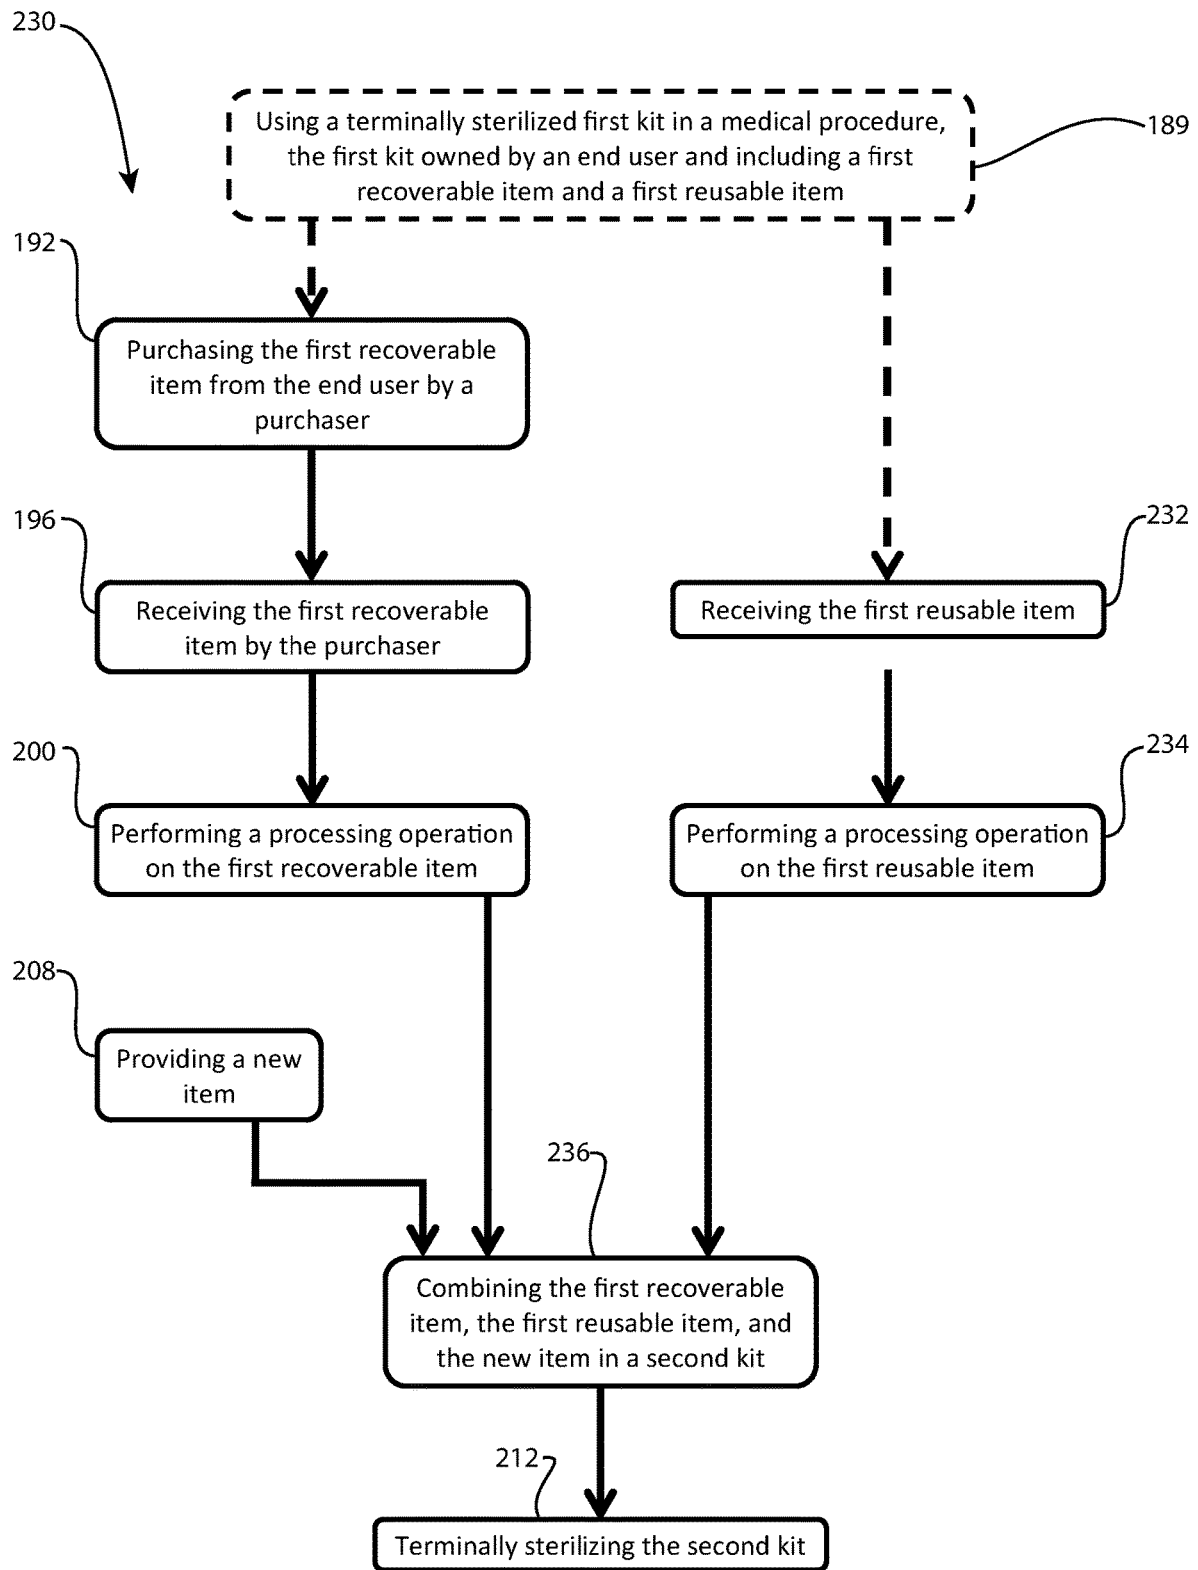 230
Using a terminally sterilized first kit in a medical procedure,
the first kit owned by an end user and including a first
recoverable item and a first reusable item
189
192
Purchasing the first recoverable
item from the end user by a
purchaser
196
Receiving the first recoverable
item by the purchaser
232
Receiving the first reusable item
200
Performing a processing operation
on the first recoverable item
234
Performing a processing operation
on the first reusable item
208
Providing a new
item
236
Combining the first recoverable
item, the first reusable item, and
the new item in a second kit
212
Terminally sterilizing the second kit